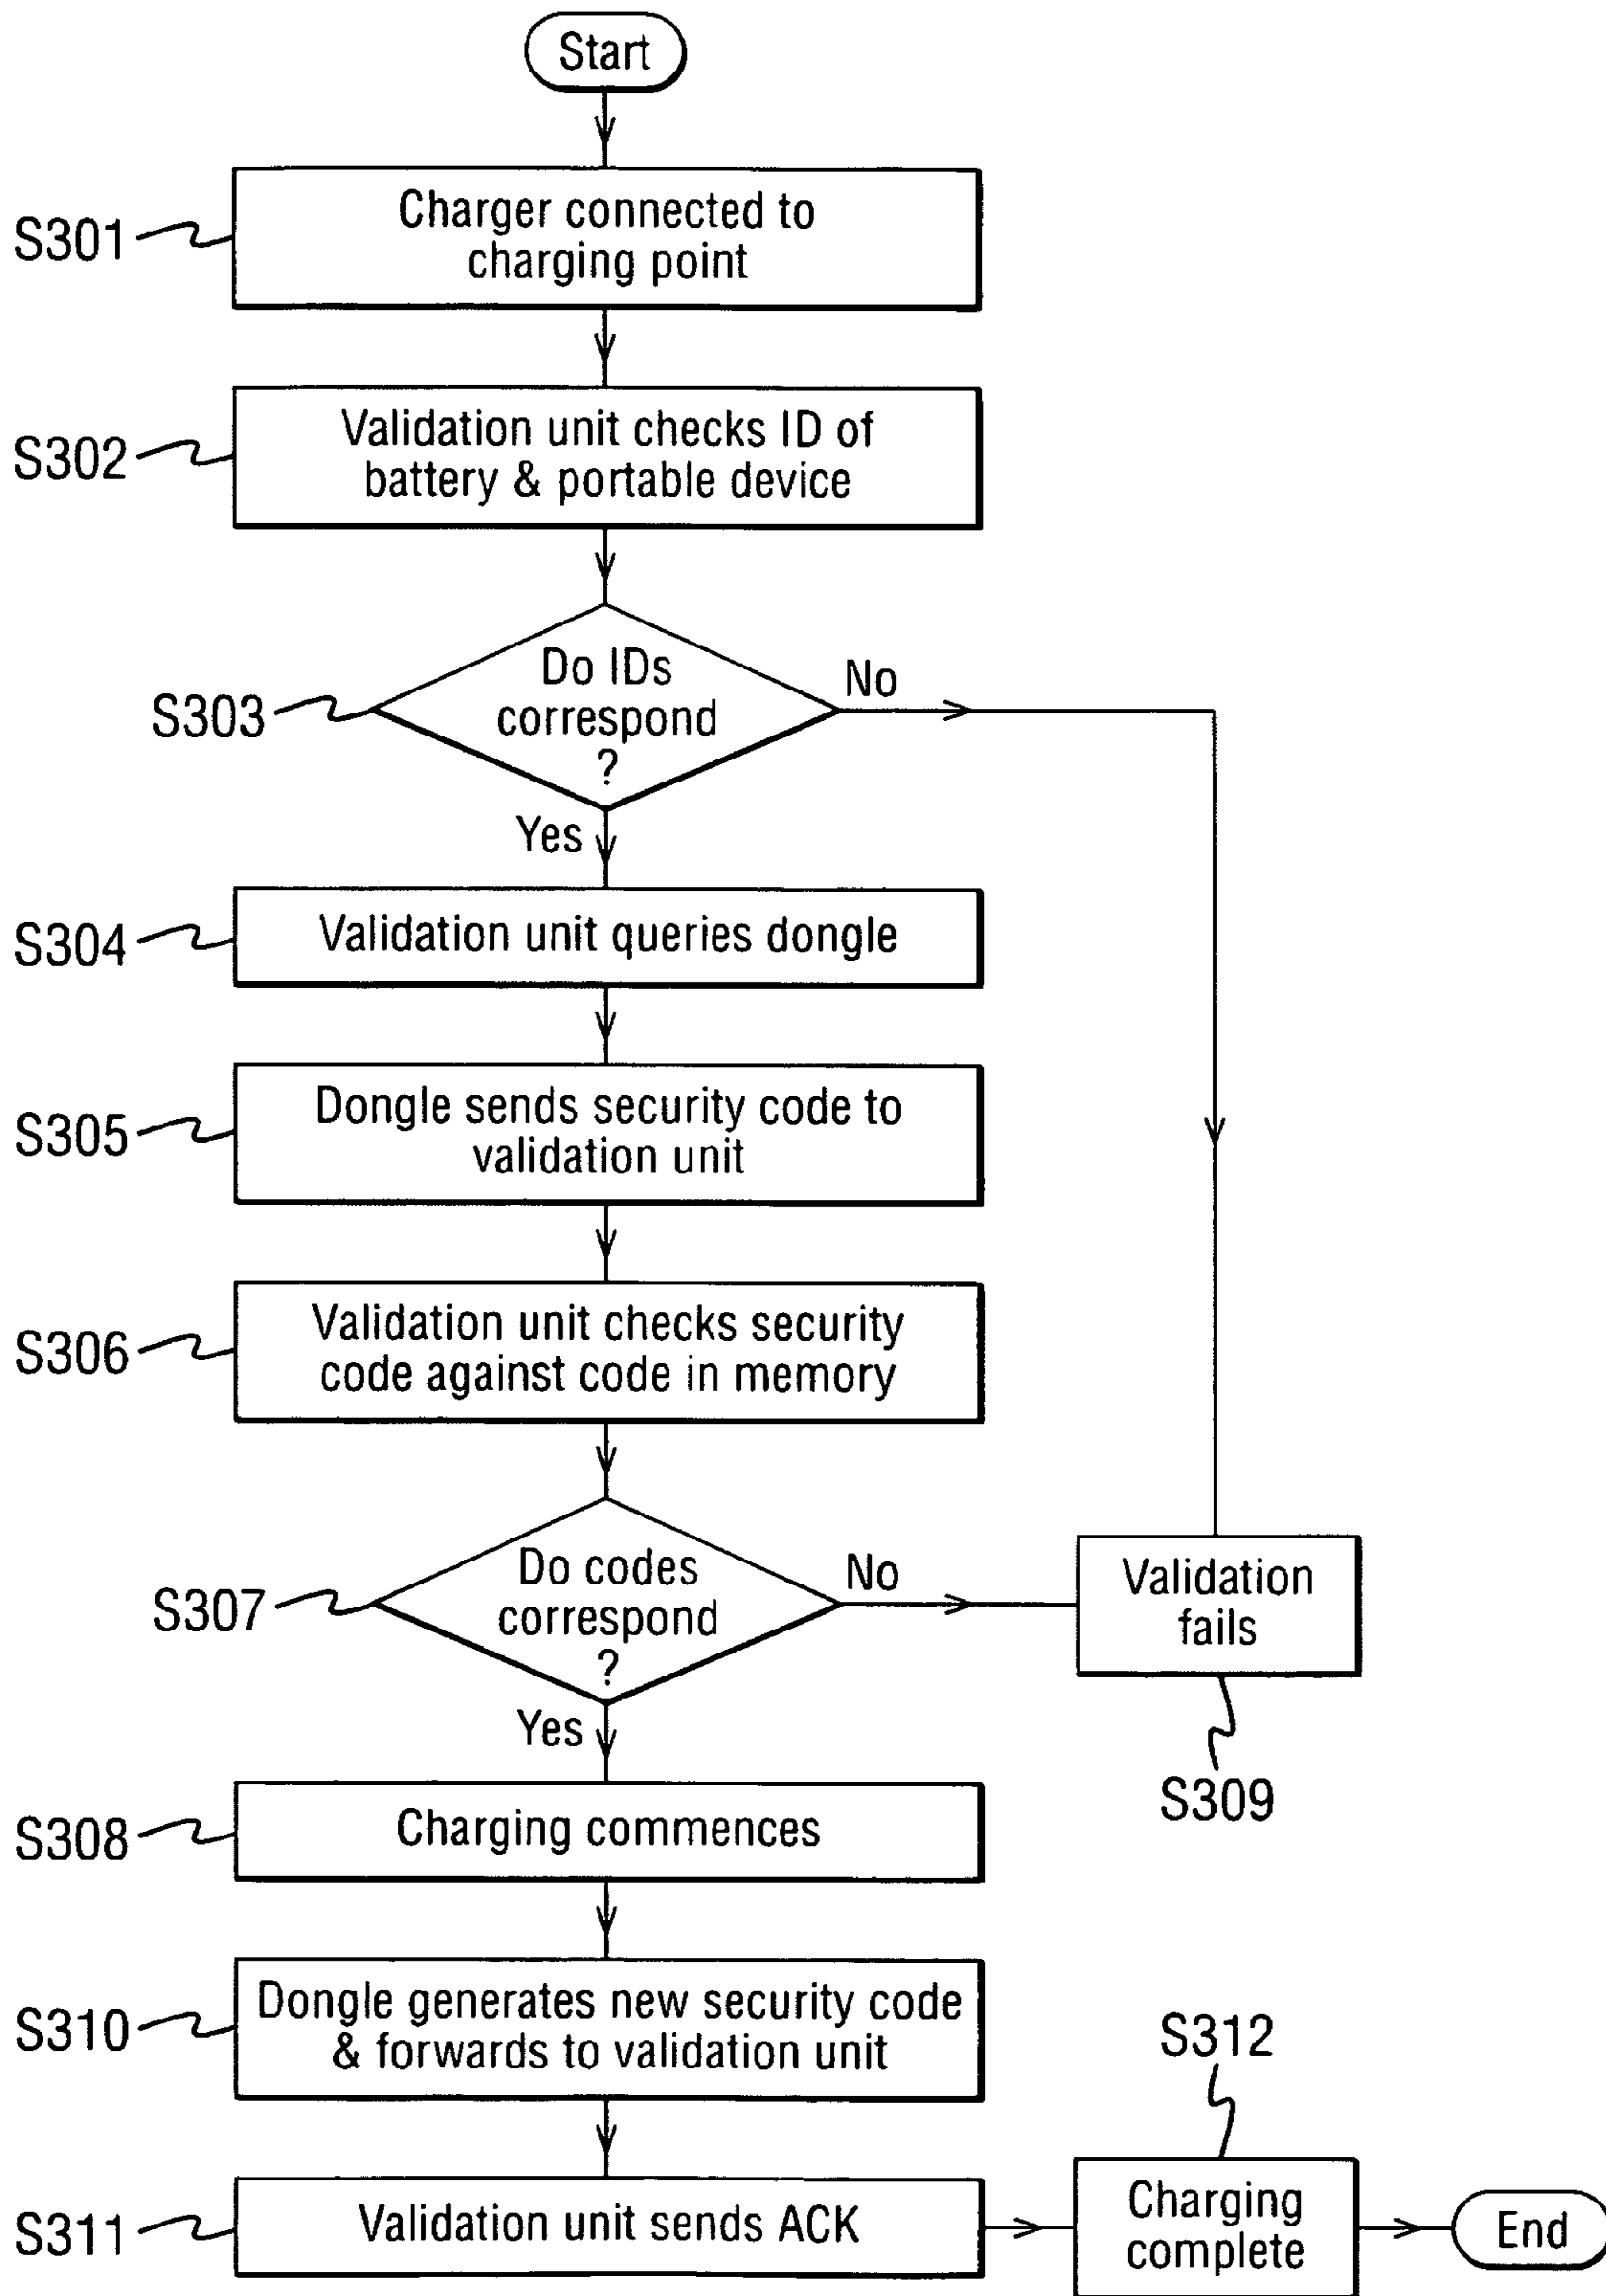 Start
S301
Charger connected to
charging point
S302
Validation unit checks ID of
battery & portable device
S303
Do IDs
correspond
?
No
Yes
S304
Validation unit queries dongle
S305
Dongle sends security code to
validation unit
S306
Validation unit checks security
code against code in memory
S307
Do codes
correspond
?
No
Validation
fails
S309
Yes
S308
Charging commences
S310
Dongle generates new security code
& forwards to validation unit
S312
S311
Validation unit sends ACK
Charging
complete
End